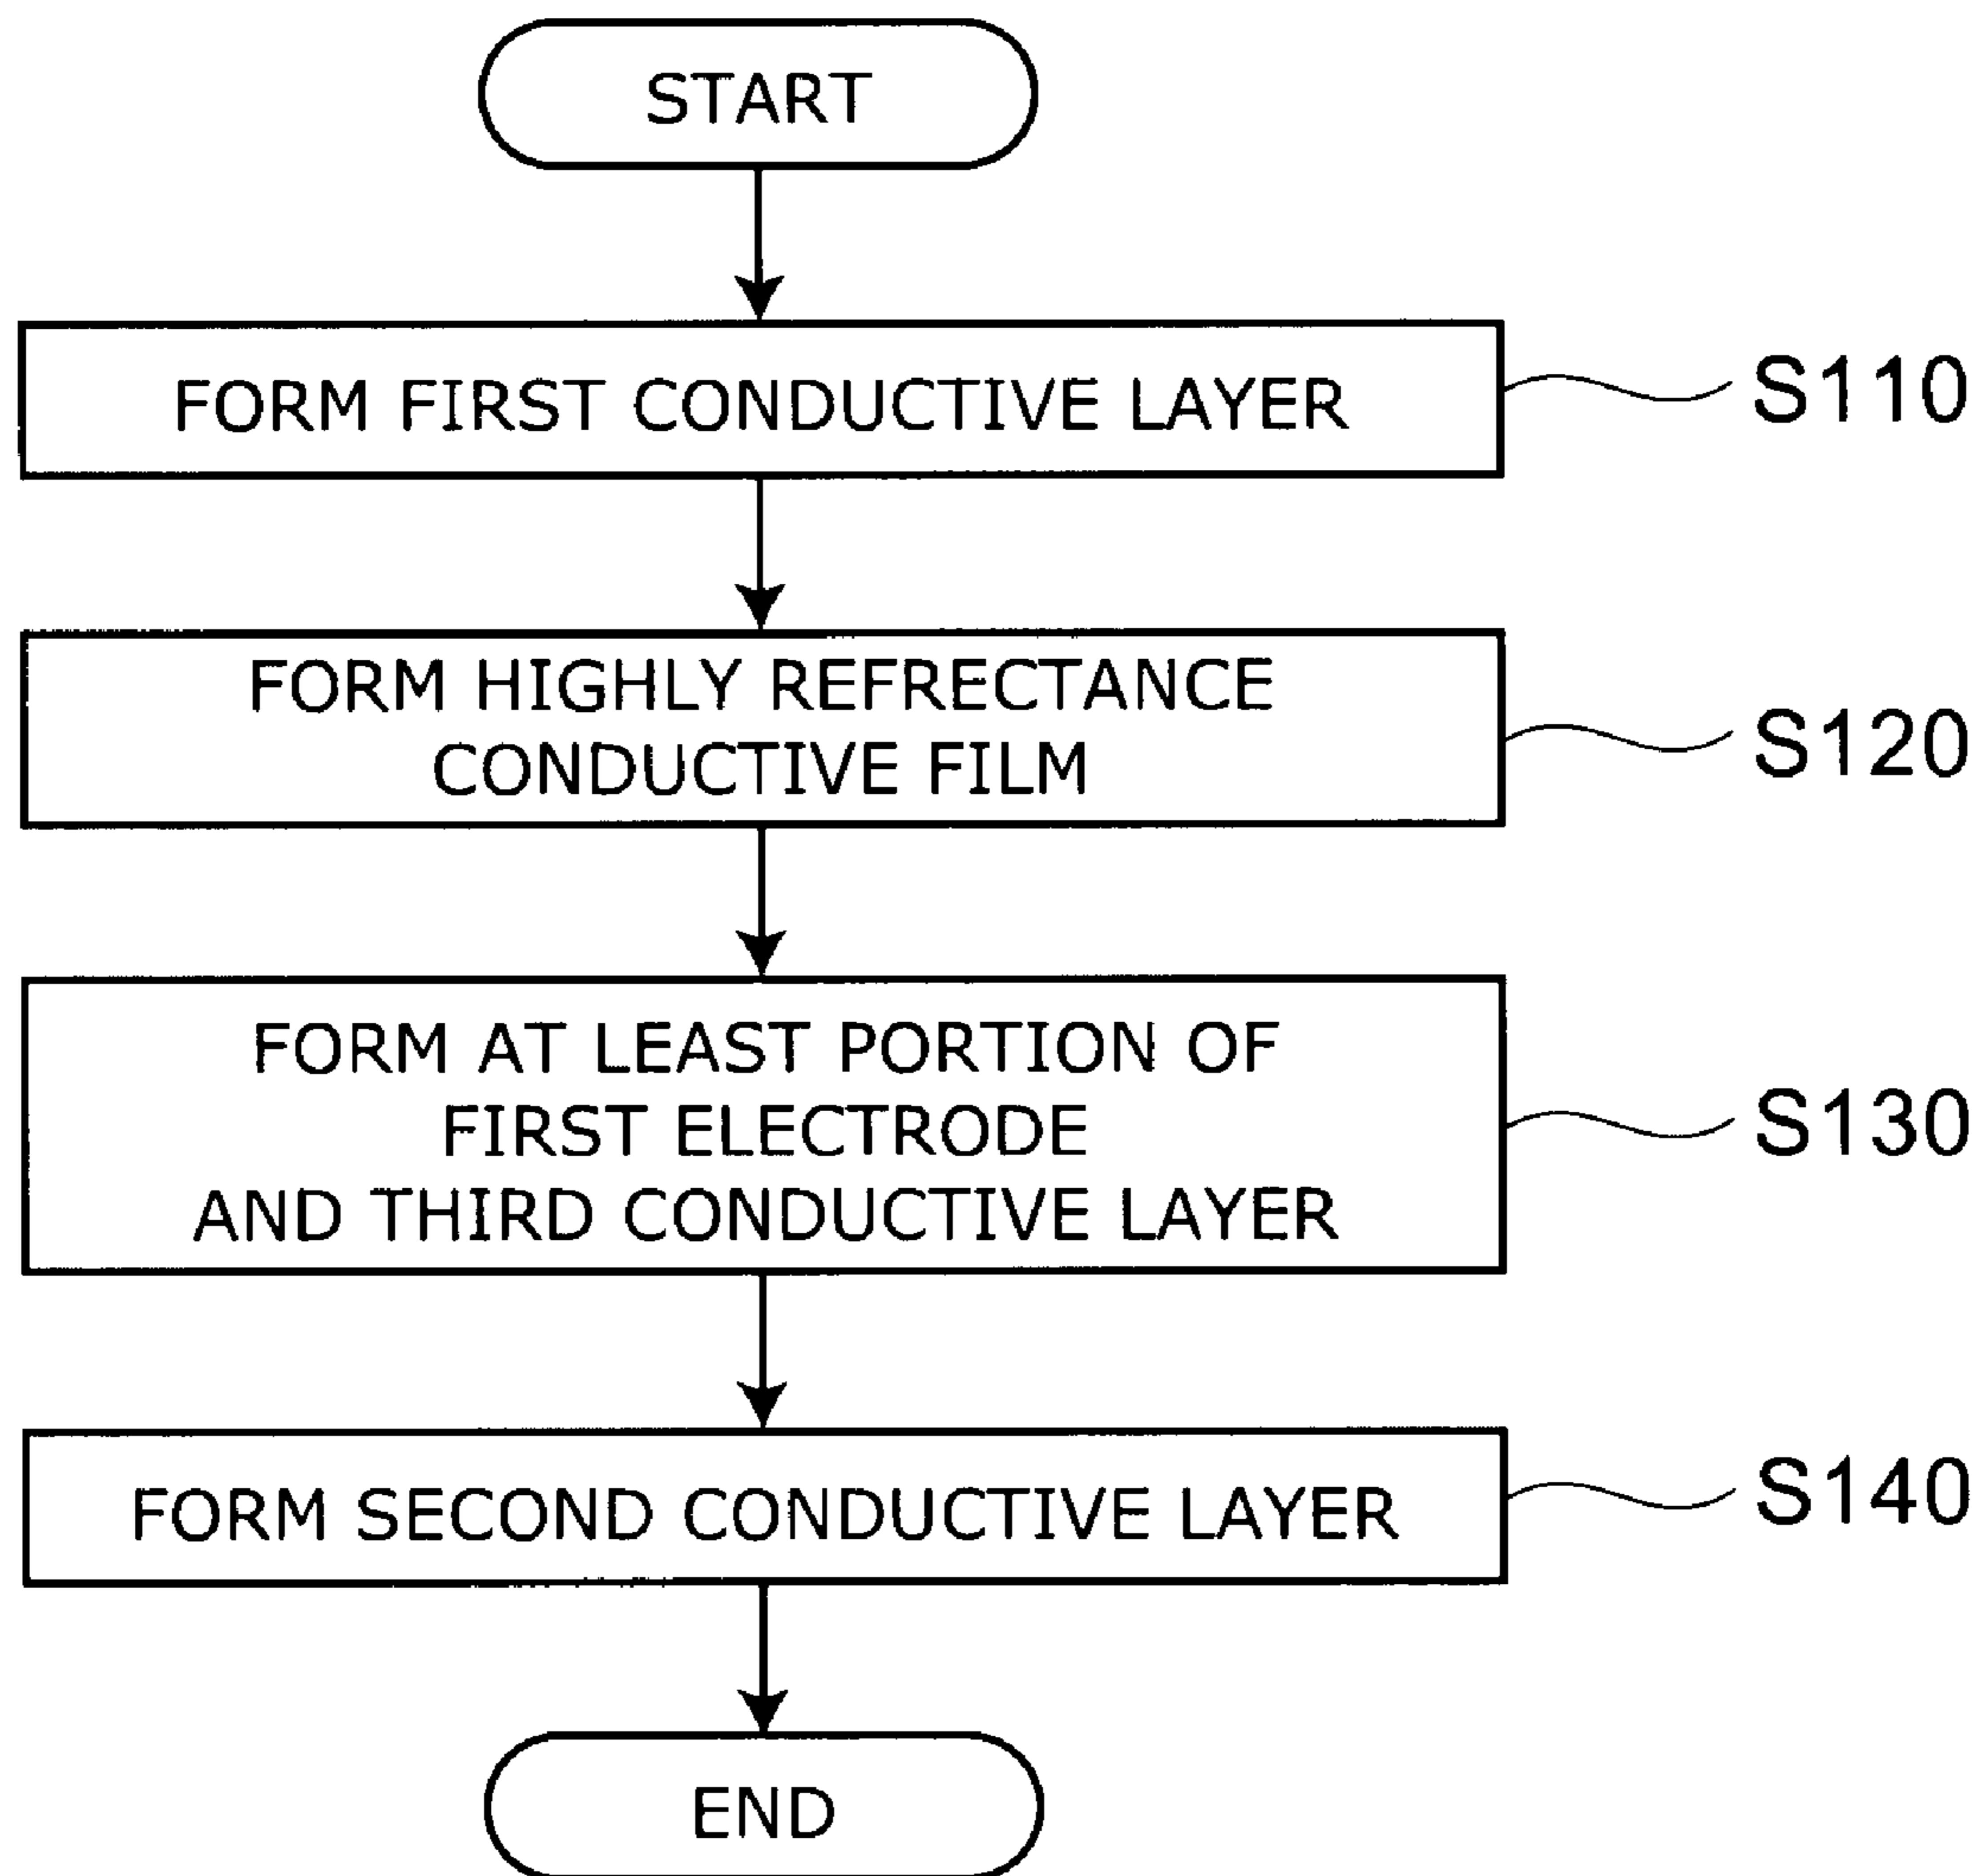 START
FORM FIRST CONDUCTIVE LAYER
S110
FORM HIGHLY REFRECTANCE
CONDUCTIVE FILM
S120
FORM AT LEAST PORTION OF
FIRST ELECTRODE
AND THIRD CONDUCTIVE LAYER
S130
FORM SECOND CONDUCTIVE LAYER
S140
END